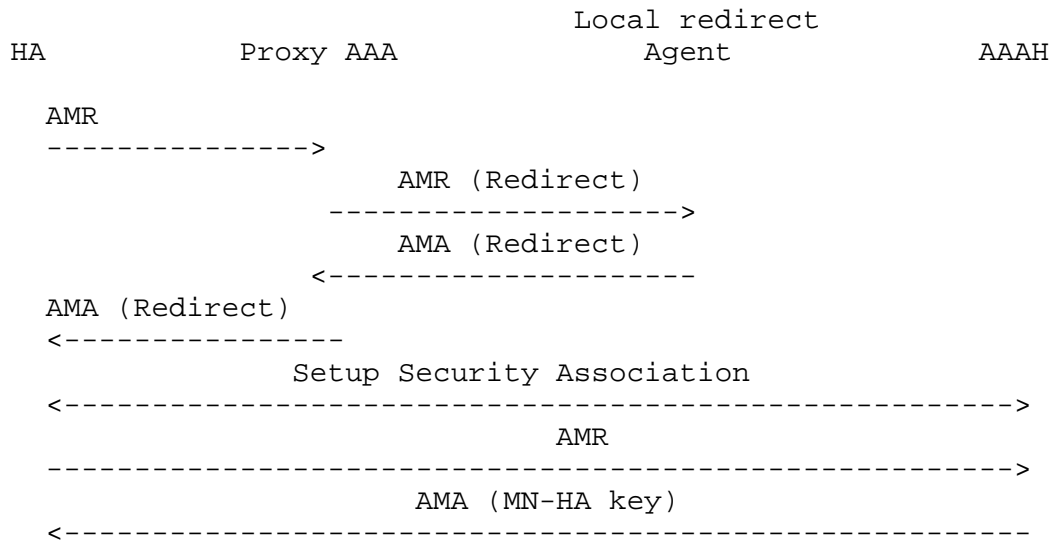 Local redirect
HA Proxy AAA Agent AAAH
AMR
--------------->
AMR (Redirect)
-------------------->
AMA (Redirect)
<---------------------
AMA (Redirect)
<----------------
Setup Security Association
<------------------------------------------------------>
AMR
------------------------------------------------------->
AMA (MN-HA key)
<-------------------------------------------------------